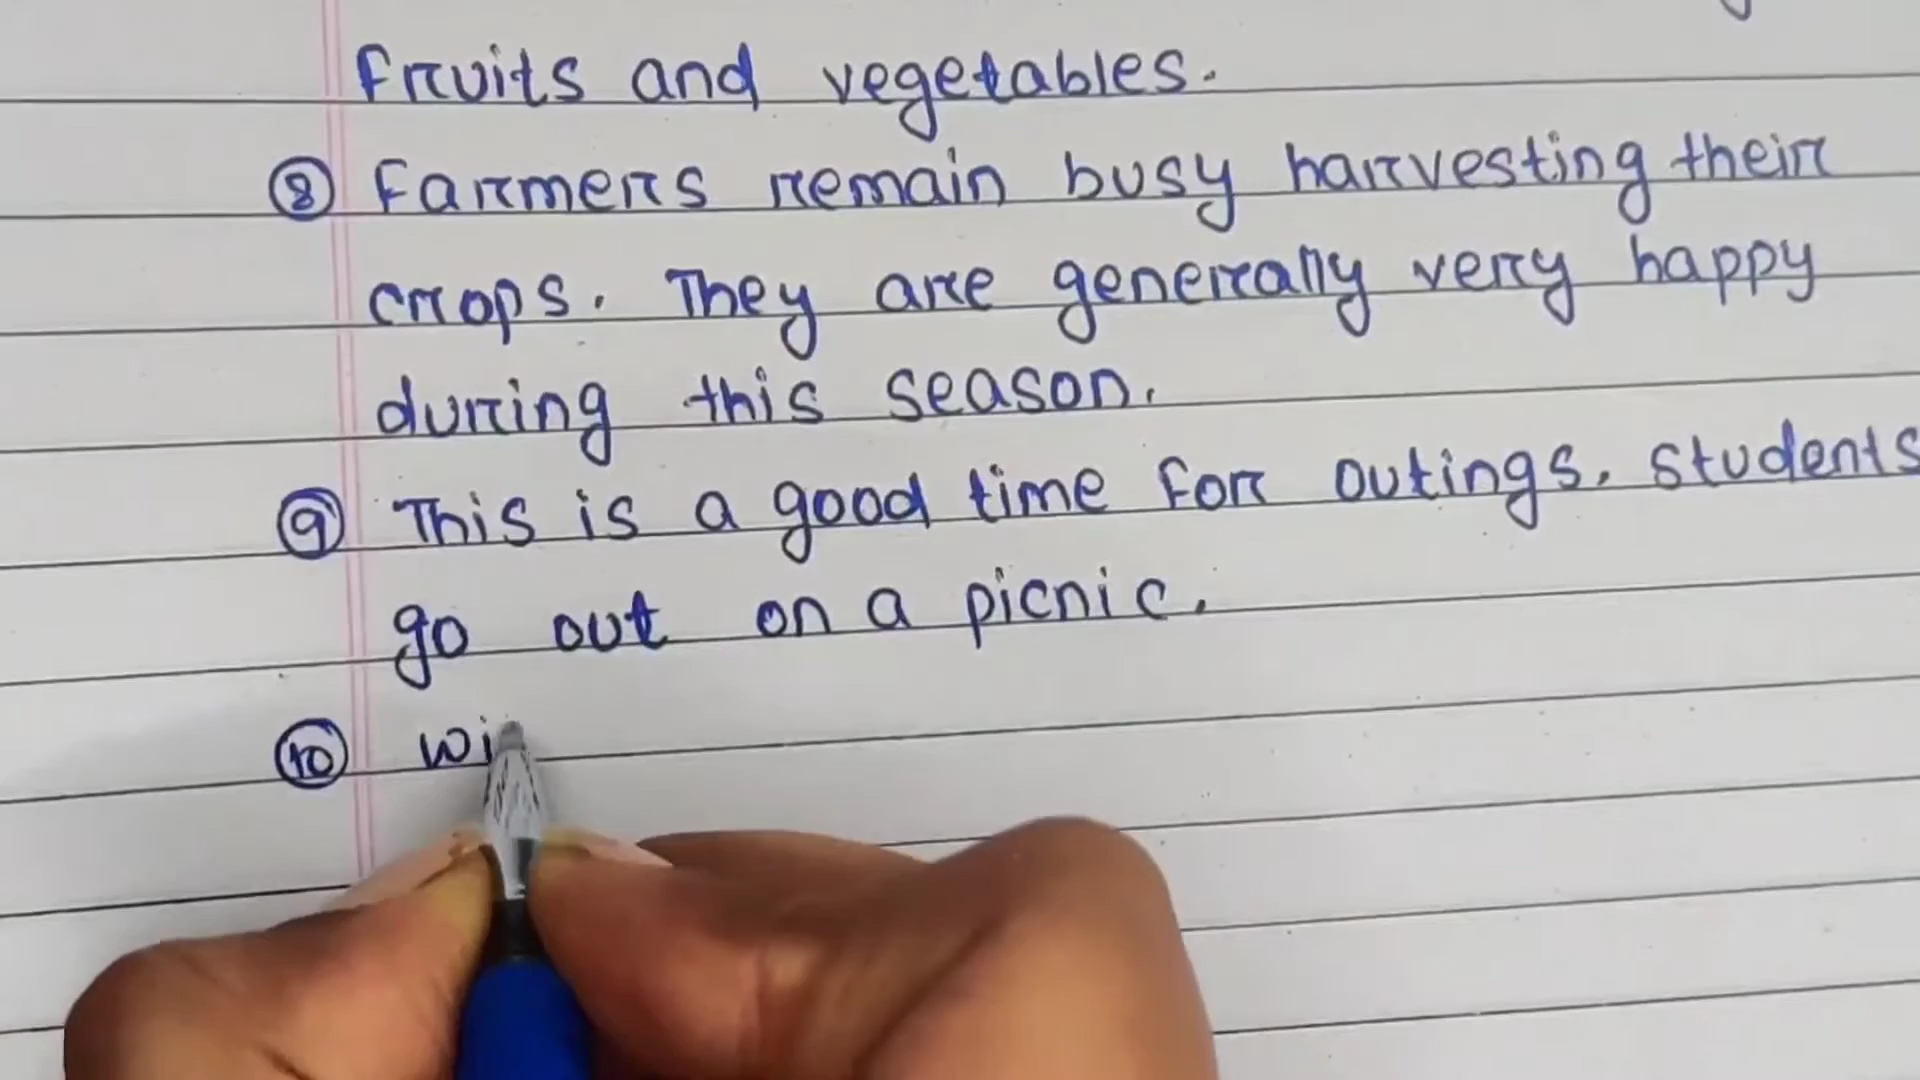 Fruits and vegetables.
⑧ Farmers remain busy harvesting their
crops. They are generally very happy
during this season.
⑨ This is a good time for outings. students
go out on a picnic.
⑩ wi